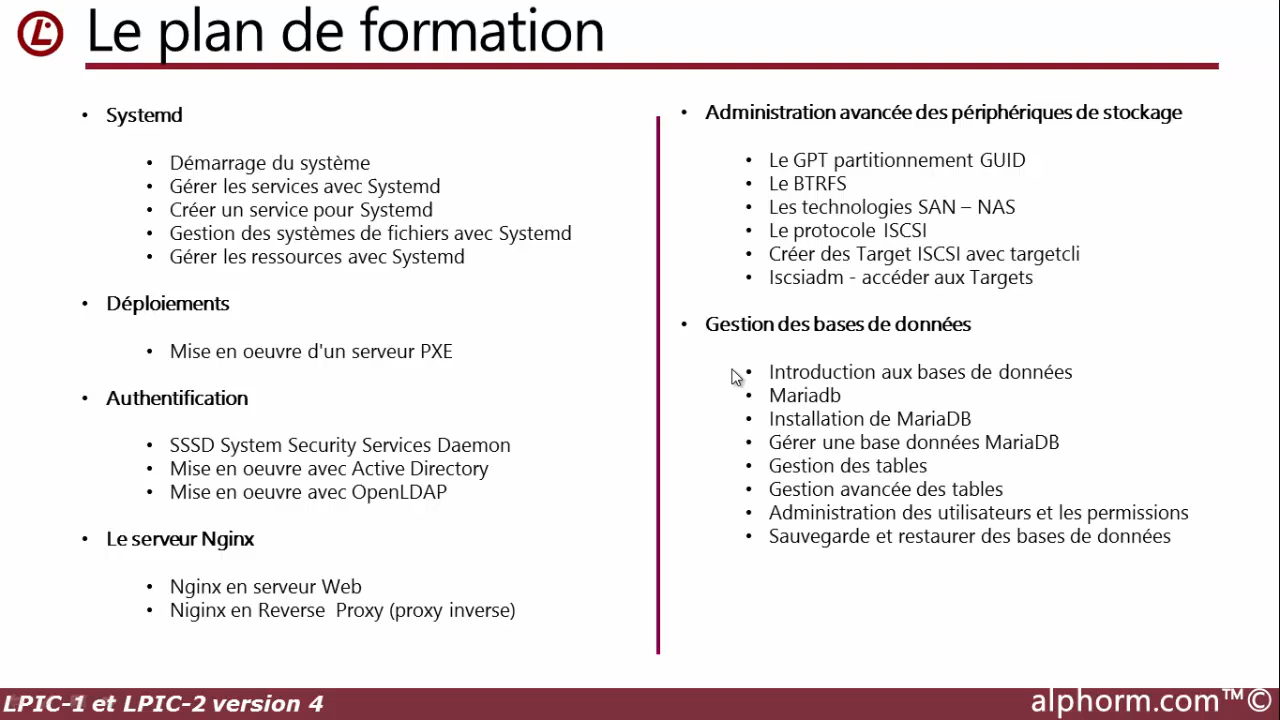 Le plan de formation
• Systemd
• Démarrage du système
• Gérer les services avec Systemd
• Créer un service pour Systemd
• Gestion des systèmes de fichiers avec Systemd
• Gérer les ressources avec Systemd
• Déploiements
• Mise en oeuvre d'un serveur PXE
• Authentification
• SSSD System Security Services Daemon
• Mise en oeuvre avec Active Directory
• Mise en oeuvre avec OpenLDAP
• Le serveur Nginx
• Nginx en serveur Web
• Niginx en Reverse Proxy (proxy inverse)
• Administration avancée des périphériques de stockage
• Le GPT partitionnement GUID
• Le BTRFS
• Les technologies SAN – NAS
• Le protocole ISCSI
• Créer des Target ISCSI avec targetcli
• Iscsiadm - accéder aux Targets
• Gestion des bases de données
• Introduction aux bases de données
• Mariadb
• Installation de MariaDB
• Gérer une base données MariaDB
• Gestion des tables
• Gestion avancée des tables
• Administration des utilisateurs et les permissions
• Sauvegarde et restaurer des bases de données
LPIC-1 et LPIC-2 version 4
alphorm.com™©